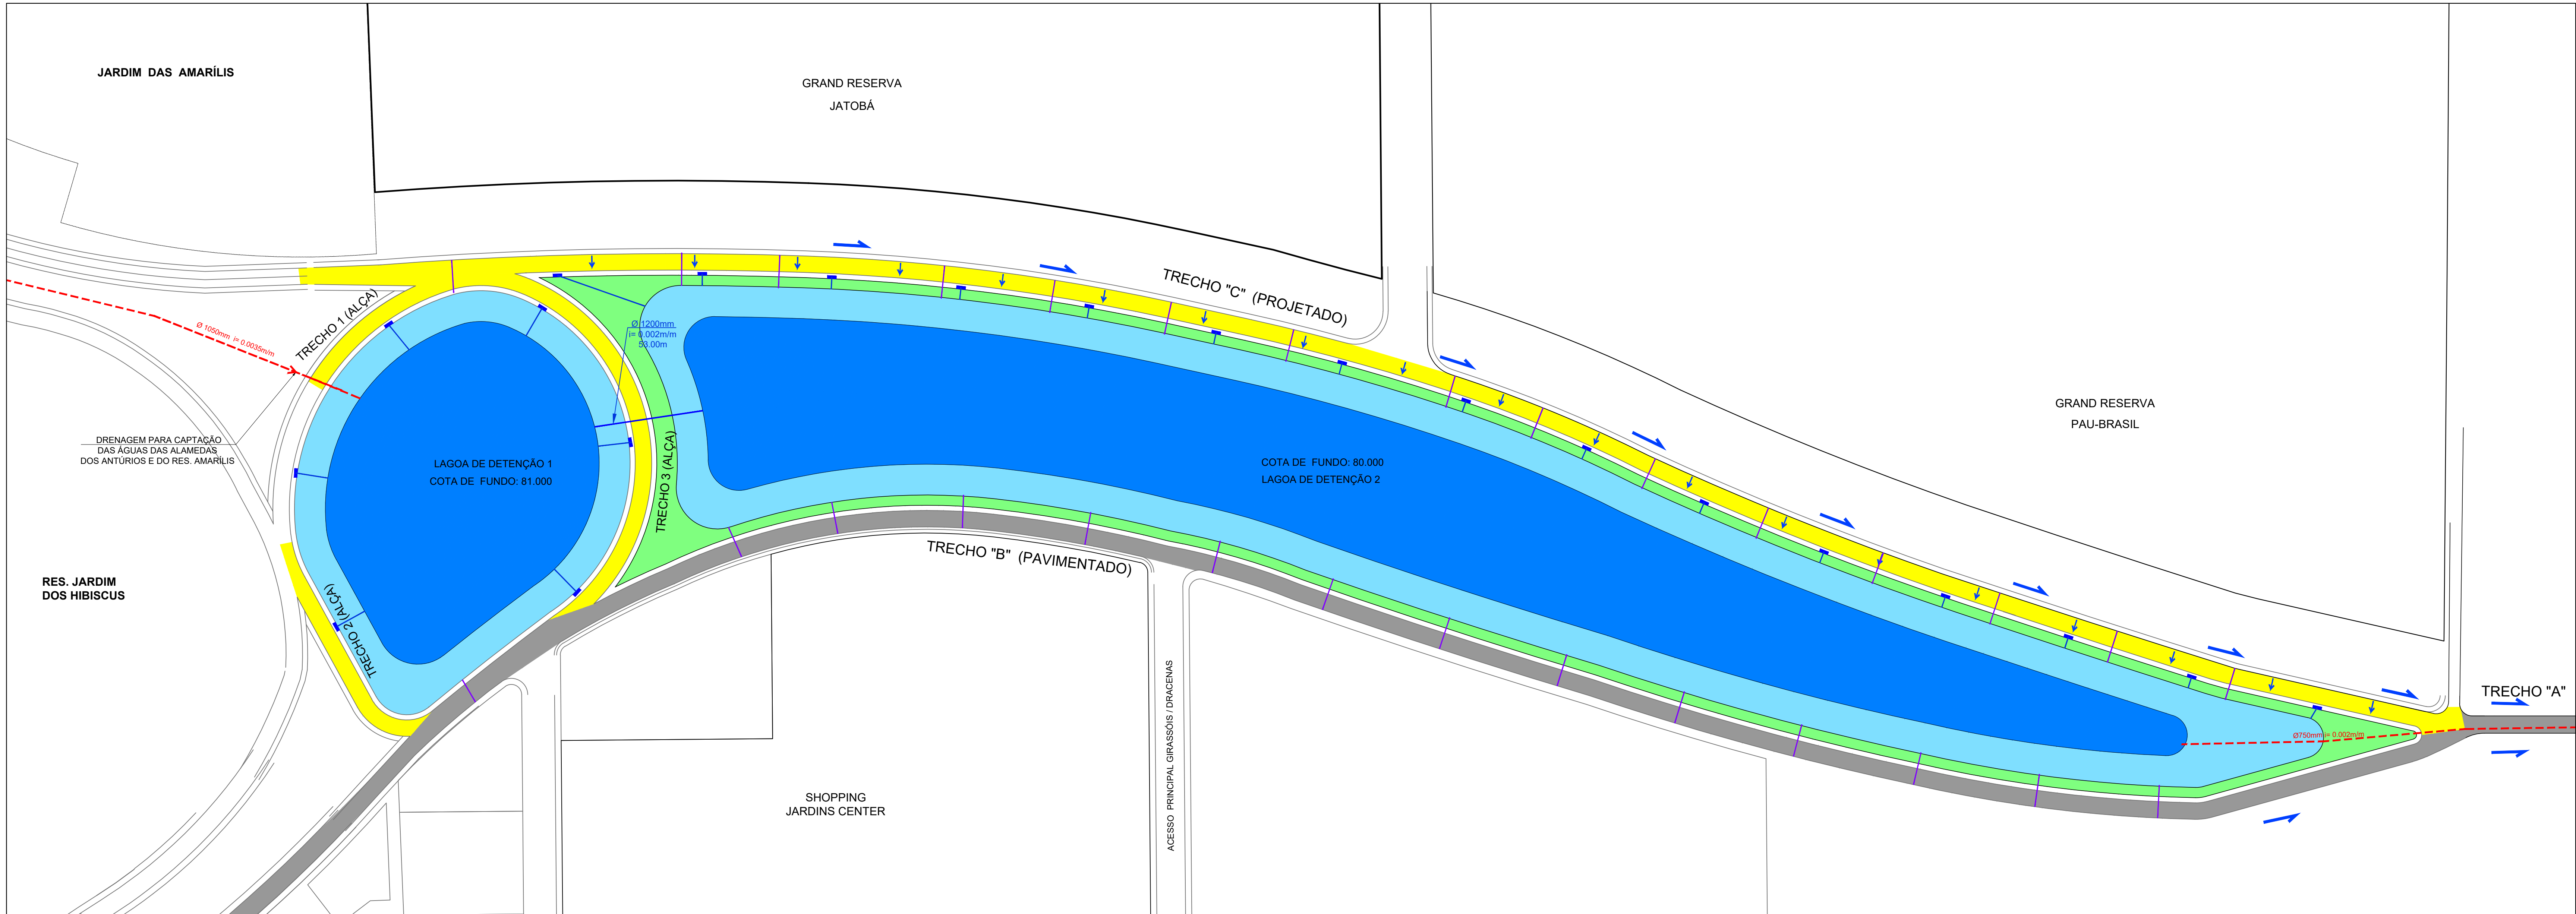 JARDIM DAS AMARÍLIS
GRAND RESERVA
JATOBÁ
TRECHO "C" (PROJETADO)
TRECHO 1 (ALÇA)
Ø 1050mm i= 0.0035m/m
Ø 1200mm
i= 0.002m/m
53.00m
GRAND RESERVA
PAU-BRASIL
DRENAGEM PARA CAPTAÇÃO
DAS ÁGUAS DAS ALAMEDAS
DOS ANTÚRIOS E DO RES. AMARÍLIS
LAGOA DE DETENÇÃO 1
COTA DE FUNDO: 81.000
TRECHO 3 (ALÇA)
COTA DE FUNDO: 80.000
LAGOA DE DETENÇÃO 2
TRECHO "B" (PAVIMENTADO)
RES. JARDIM
DOS HIBISCUS
TRECHO 2(ALÇA)
ACESSO PRINCIPAL GIRASSÓIS / DRACENAS
TRECHO "A"
Ø750mm i= 0.002m/m
SHOPPING
JARDINS CENTER